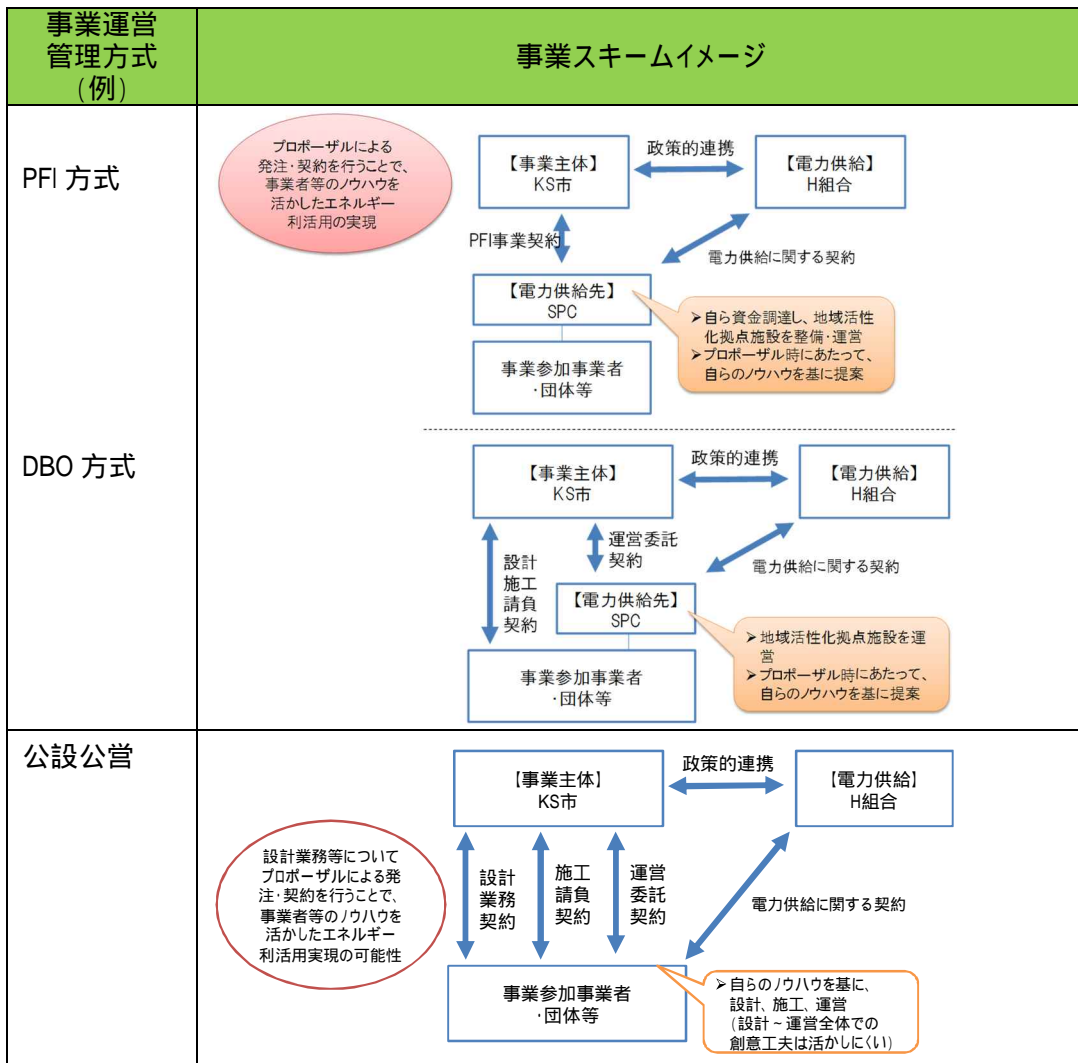 事業運営
管理方式
(例)
事業スキームイメージ
PFI 方式
プロポーザルによる
発注・契約を行うことで、
事業者等のノウハウを
活かしたエネルギー
利活用の実現
【事業主体】
KS市
政策的連携
【電力供給】
H組合
PFI事業契約
電力供給に関する契約
【電力供給先】
SPC
➢自ら資金調達し、地域活性
化拠点施設を整備・運営
➢プロポーザル時にあたって、
自らのノウハウを基に提案
事業参加事業者
・団体等
DBO 方式
【事業主体】
KS市
政策的連携
【電力供給】
H組合
設計
施工
請負
契約
運営委託
契約
電力供給に関する契約
【電力供給先】
SPC
➢地域活性化拠点施設を運
営
➢プロポーザル時にあたって、
自らのノウハウを基に提案
事業参加事業者
・団体等
公設公営
【事業主体】
KS市
政策的連携
【電力供給】
H組合
設計業務等について
プロポーザルによる発
注・契約を行うことで、
事業者等のノウハウを
活かしたエネルギー
利活用実現の可能性
設計
業務
契約
施工
請負
契約
運営
委託
契約
電力供給に関する契約
事業参加事業者
・団体等
➢自らのノウハウを基に、
設計、施工、運営
(設計~運営全体での
創意工夫は活かしにくい)